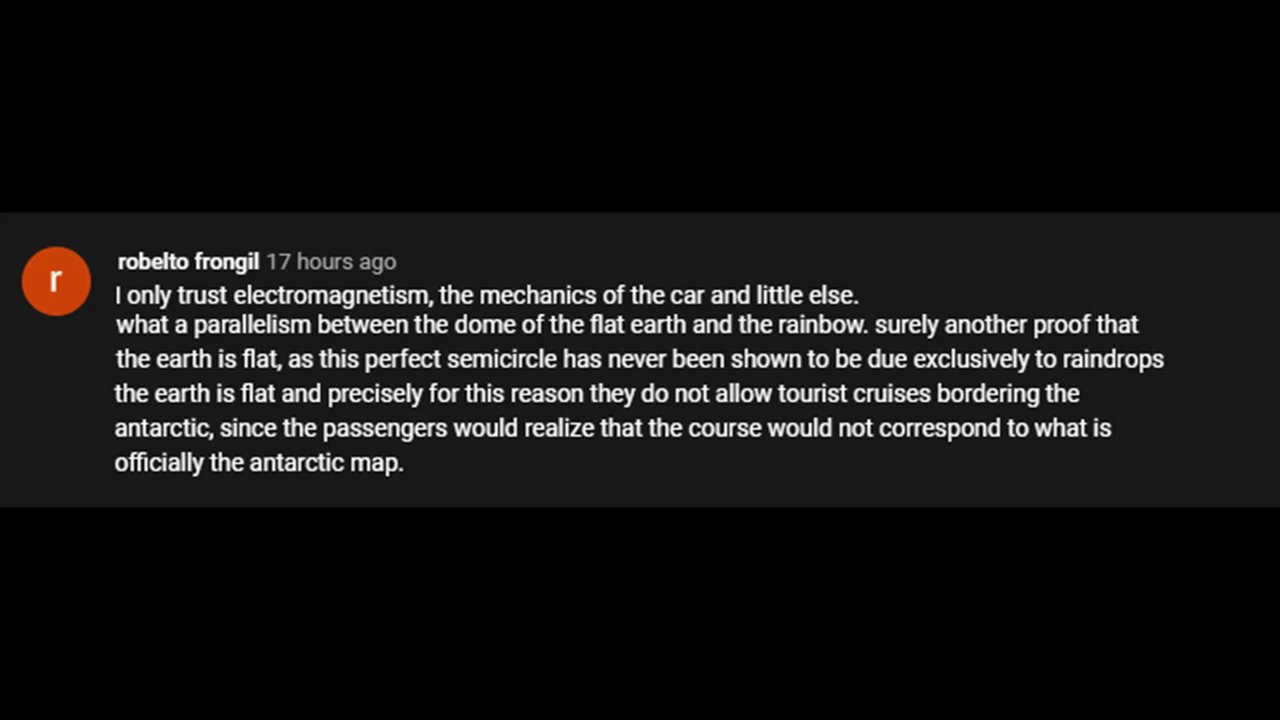 r
robelto frongil 17 hours ago
I only trust electromagnetism, the mechanics of the car and little else.
what a parallelism between the dome of the flat earth and the rainbow. surely another proof that
the earth is flat, as this perfect semicircle has never been shown to be due exclusively to raindrops
the earth is flat and precisely for this reason they do not allow tourist cruises bordering the
antarctic, since the passengers would realize that the course would not correspond to what is
officially the antarctic map.